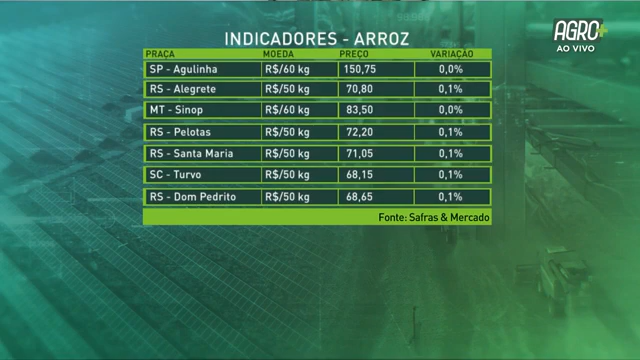 INDICADORES - ARROZ
AGRO+
AO VIVO
PRAÇA MOEDA PREÇO VARIAÇÃO
SP - Agulinha R$/60 kg 150,75 0,0%
RS - Alegrete R$/50 kg 70,80 0,1%
MT - Sinop R$/60 kg 83,50 0,0%
RS - Pelotas R$/50 kg 72,20 0,1%
RS - Santa Maria R$/50 kg 71,05 0,1%
SC - Turvo R$/50 kg 68,15 0,1%
RS - Dom Pedrito R$/50 kg 68,65 0,1%
Fonte: Safras & Mercado